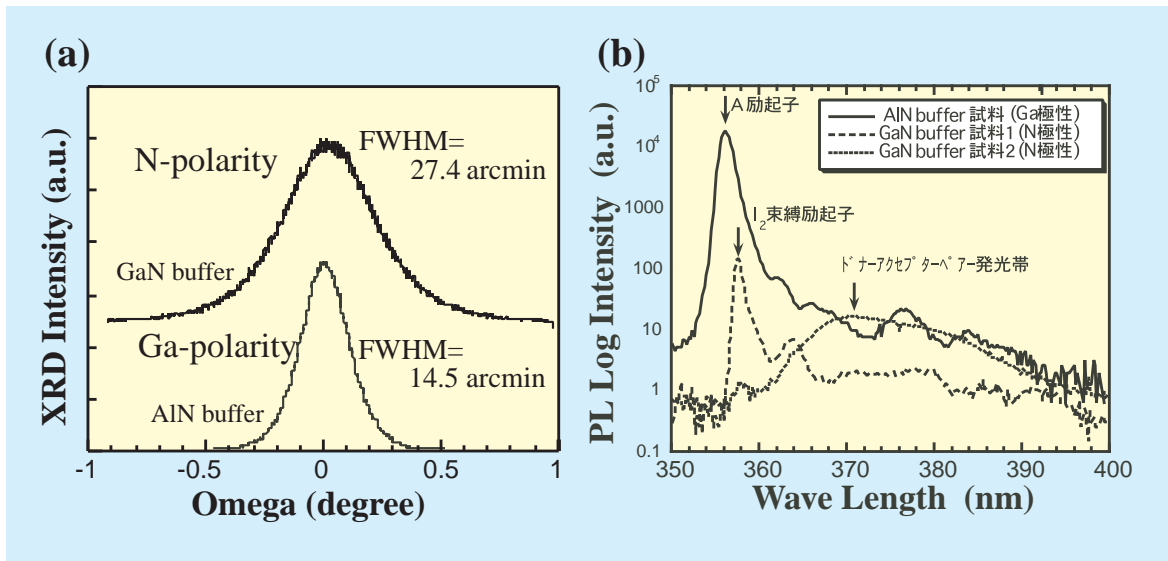 (a)
XRD Intensity (a.u.)
N-polarity
FWHM=
27.4 arcmin
GaN buffer
Ga-polarity
FWHM=
14.5 arcmin
AlN buffer
-1
-0.5
0
0.5
1
Omega (degree)
(b)
PL Log Intensity (a.u.)
10⁵
10⁴
1000
100
10
1
0.1
A励起子
AlN buffer 試料 (Ga極性)
GaN buffer 試料1 (N極性)
GaN buffer 試料2 (N極性)
I₂束縛励起子
ドナーアクセプターペアー発光帯
350
360
370
380
390
400
Wave Length (nm)